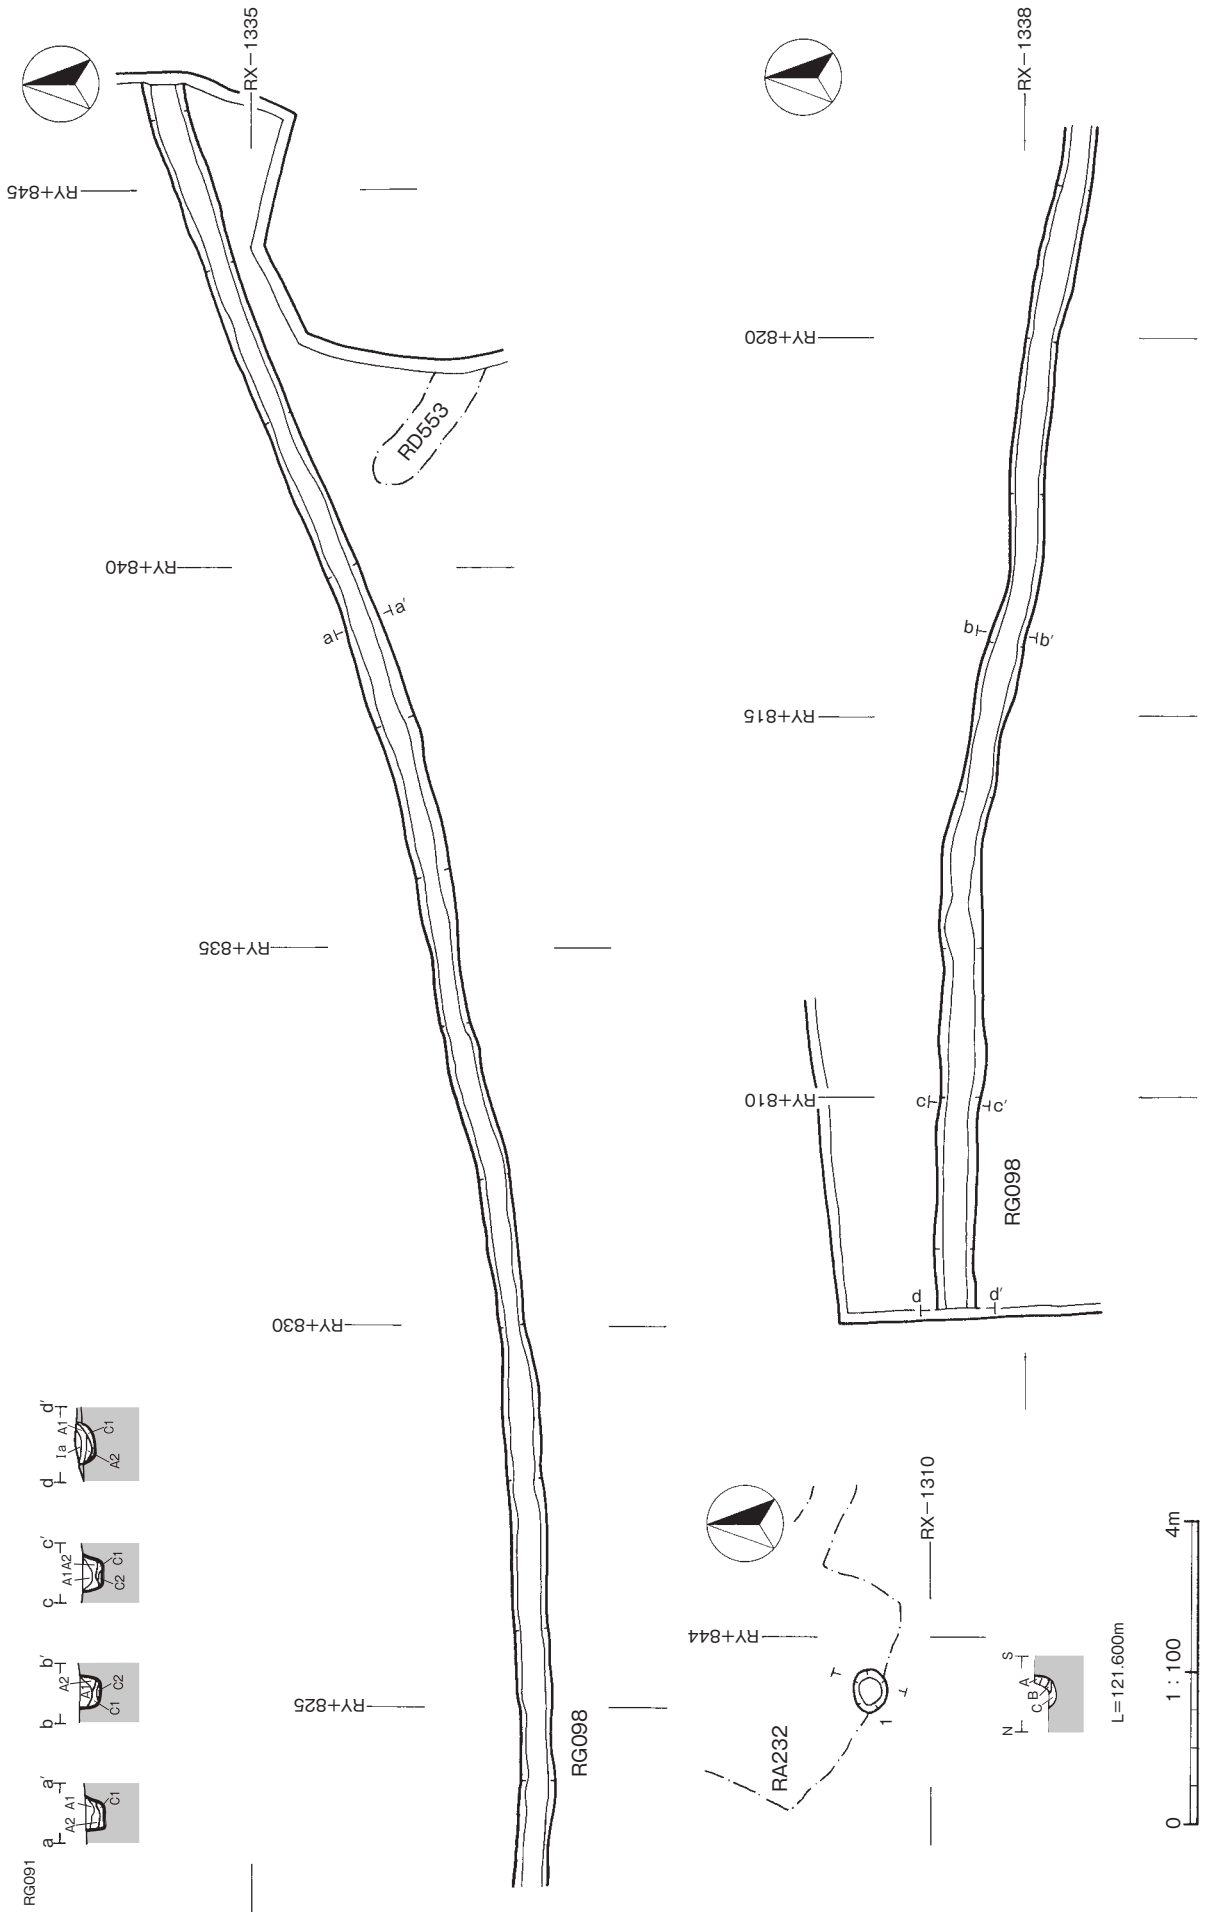 RG091
a
a′
A1
A2
C1
b
b′
A2
A1
C1
C2
c
c′
A1
A2
C1
C2
d
d′
Ia
A1
A2
C1
RX−1335
RY+845
RY+840
RY+835
RY+830
RY+825
RD553
a
a′
RG098
RX−1338
RY+820
RY+815
RY+810
b
b′
c
c′
d
d′
RG098
RX−1310
RY+844
RA232
1
N
S
A
B
C
L=121.600m
0
1:100
4m